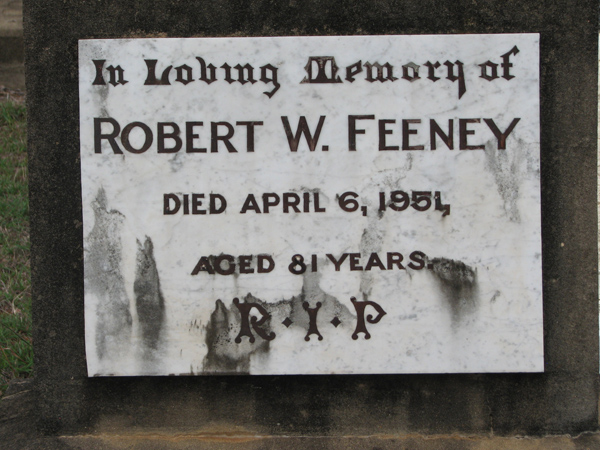 In Loving Memory of
ROBERT W. FEENEY
DIED APRIL 6, 1951,
AGED 81 YEARS.
R·I·P